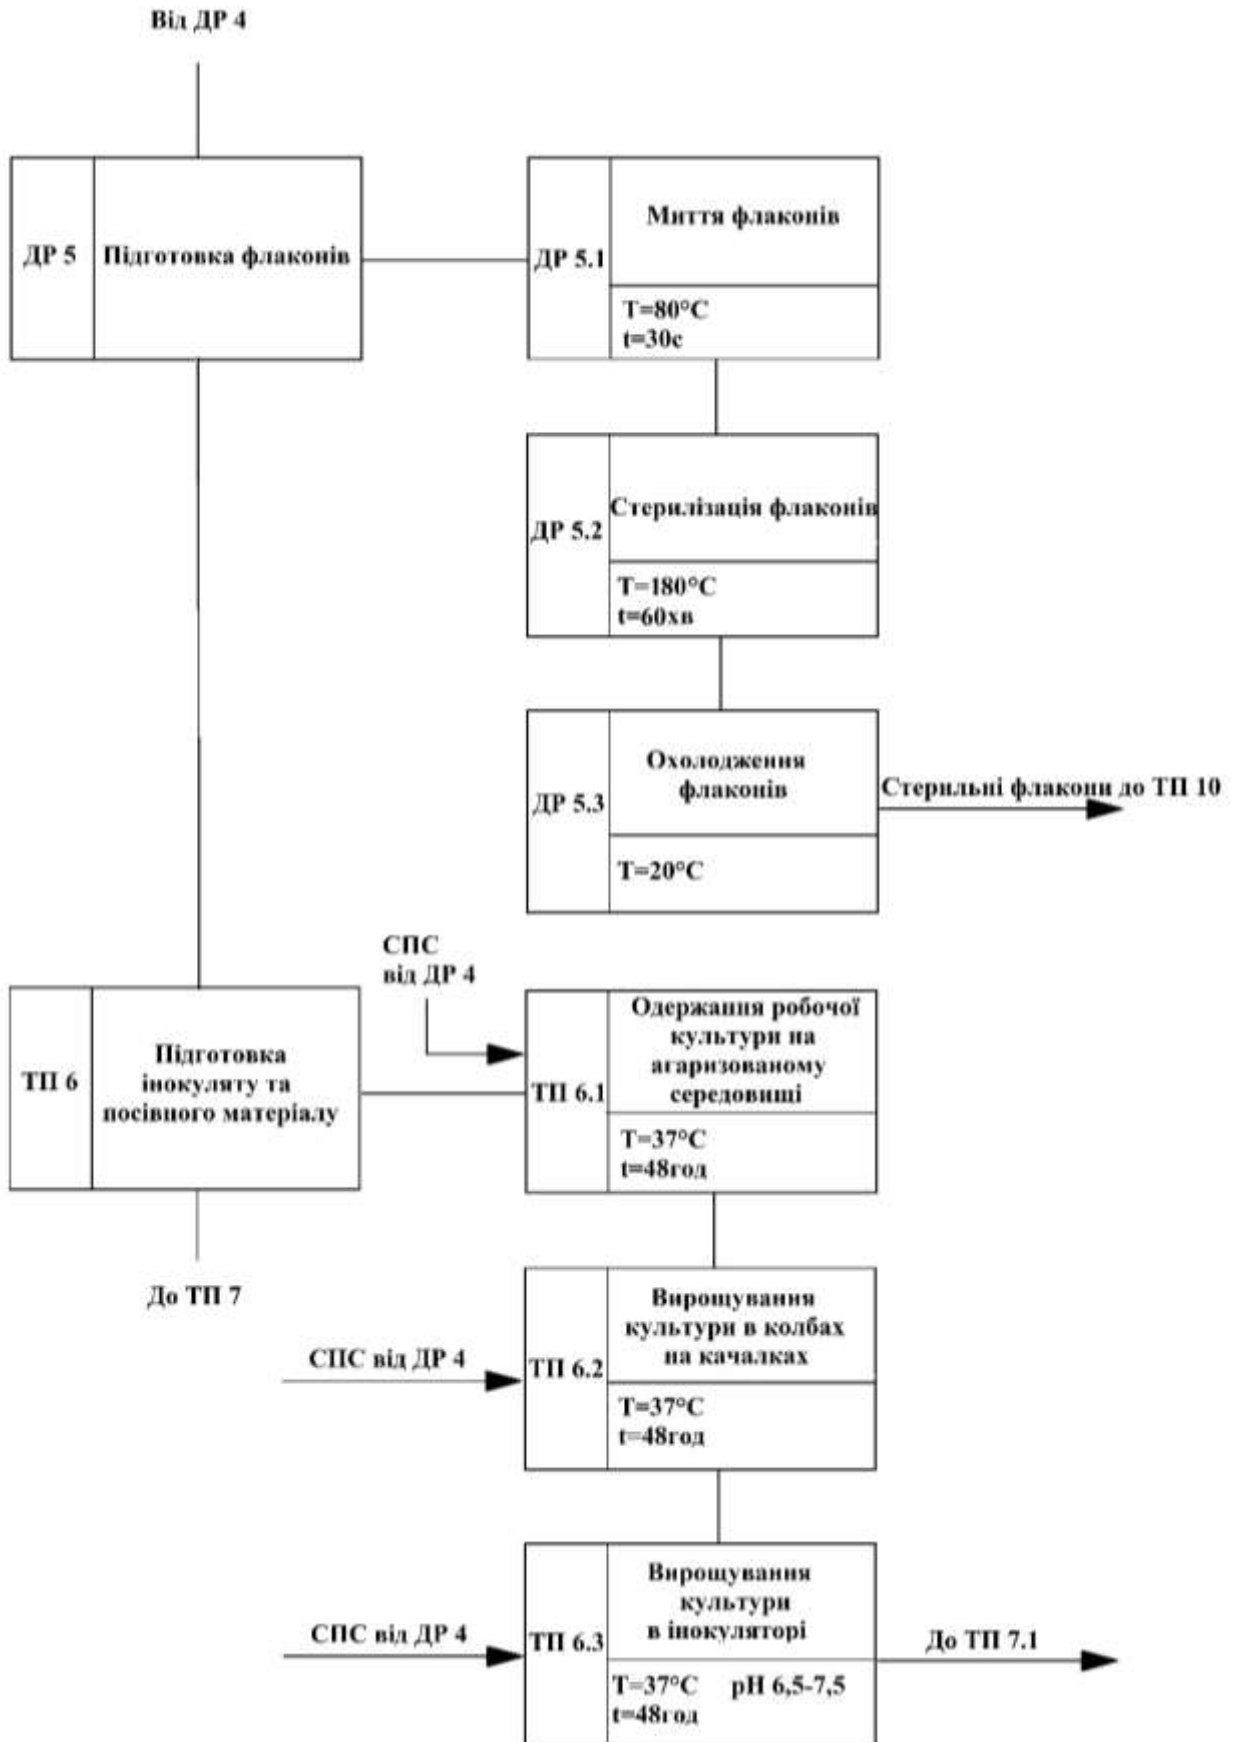 Від ДР 4
ДР 5
Підготовка флаконів
ДР 5.1
Миття флаконів
T=80°C
t=30с
ДР 5.2
Стерилізація флаконів
T=180°C
t=60хв
ДР 5.3
Охолодження
флаконів
T=20°C
Стерильні флакони до ТП 10
СПС
від ДР 4
ТП 6
Підготовка
інокуляту та
посівного матеріалу
ТП 6.1
Одержання робочої
культури на
агаризованому
середовищі
T=37°C
t=48год
До ТП 7
СПС від ДР 4
ТП 6.2
Вирощування
культури в колбах
на качалках
T=37°C
t=48год
СПС від ДР 4
ТП 6.3
Вирощування
культури
в інокуляторі
T=37°C pH 6,5-7,5
t=48год
До ТП 7.1